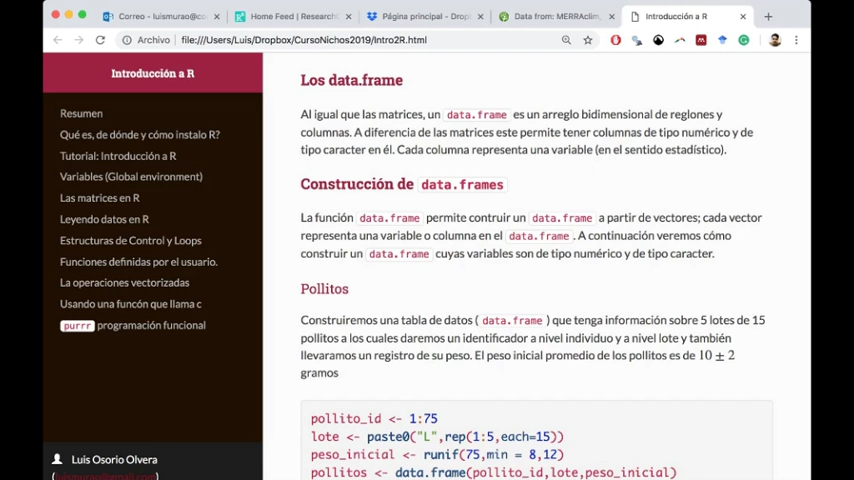 Correo - luismurao@co
Home Feed | Research
Página principal - Drop
Data from: MERRAclim
Introducción a R
Archivo
file:///Users/Luis/Dropbox/CursoNichos2019/Intro2R.html
Introducción a R
Resumen
Qué es, de dónde y cómo instalo R?
Tutorial: Introducción a R
Variables (Global environment)
Las matrices en R
Leyendo datos en R
Estructuras de Control y Loops
Funciones definidas por el usuario.
La operaciones vectorizadas
Usando una funcón que llama c
purrr programación funcional
Luis Osorio Olvera
(luismurao@gmail.com)
Los data.frame
Al igual que las matrices, un data.frame es un arreglo bidimensional de reglones y
columnas. A diferencia de las matrices este permite tener columnas de tipo numérico y de
tipo caracter en él. Cada columna representa una variable (en el sentido estadístico).
Construcción de data.frames
La función data.frame permite contruir un data.frame a partir de vectores; cada vector
representa una variable o columna en el data.frame. A continuación veremos cómo
construir un data.frame cuyas variables son de tipo numérico y de tipo caracter.
Pollitos
Construiremos una tabla de datos ( data.frame ) que tenga información sobre 5 lotes de 15
pollitos a los cuales daremos un identificador a nivel individuo y a nivel lote y también
llevaramos un registro de su peso. El peso inicial promedio de los pollitos es de 10 ± 2
gramos
pollito_id <- 1:75
lote <- paste0("L",rep(1:5,each=15))
peso_inicial <- runif(75,min = 8,12)
pollitos <- data.frame(pollito_id,lote,peso_inicial)